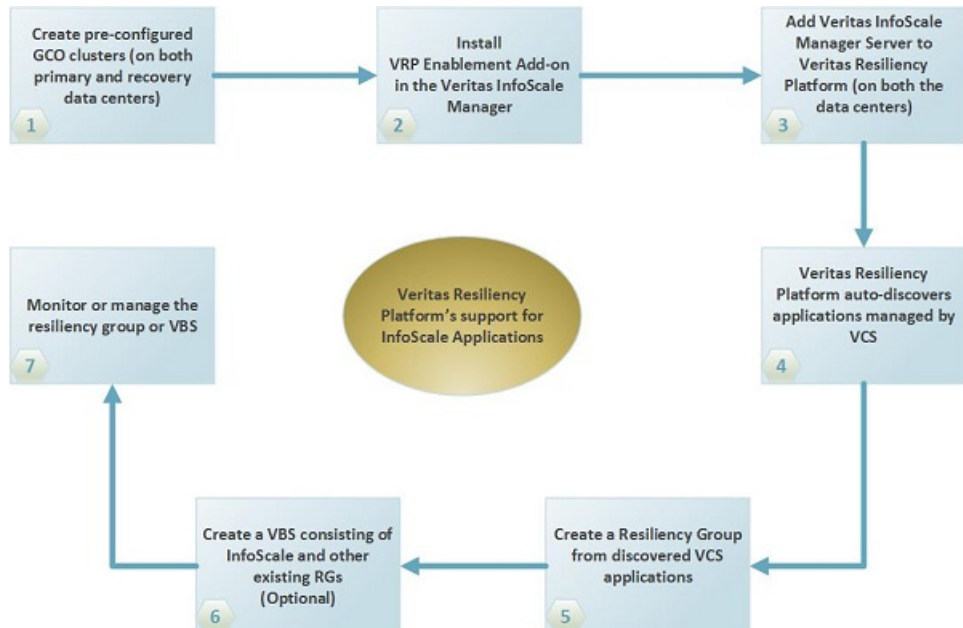 Create pre-configured
GCO clusters (on both
primary and recovery
data centers)
1
Install
VRP Enablement Add-on
in the Veritas InfoScale
Manager
2
Add Veritas InfoScale
Manager Server to
Veritas Resiliency
Platform (on both the
data centers)
3
Veritas Resiliency
Platform auto-discovers
applications managed by
VCS
4
Create a Resiliency Group
from discovered VCS
applications
5
Create a VBS consisting of
InfoScale and other
existing RGs
(Optional)
6
Monitor or manage the
resiliency group or VBS
7
Veritas Resiliency
Platform's support for
InfoScale Applications